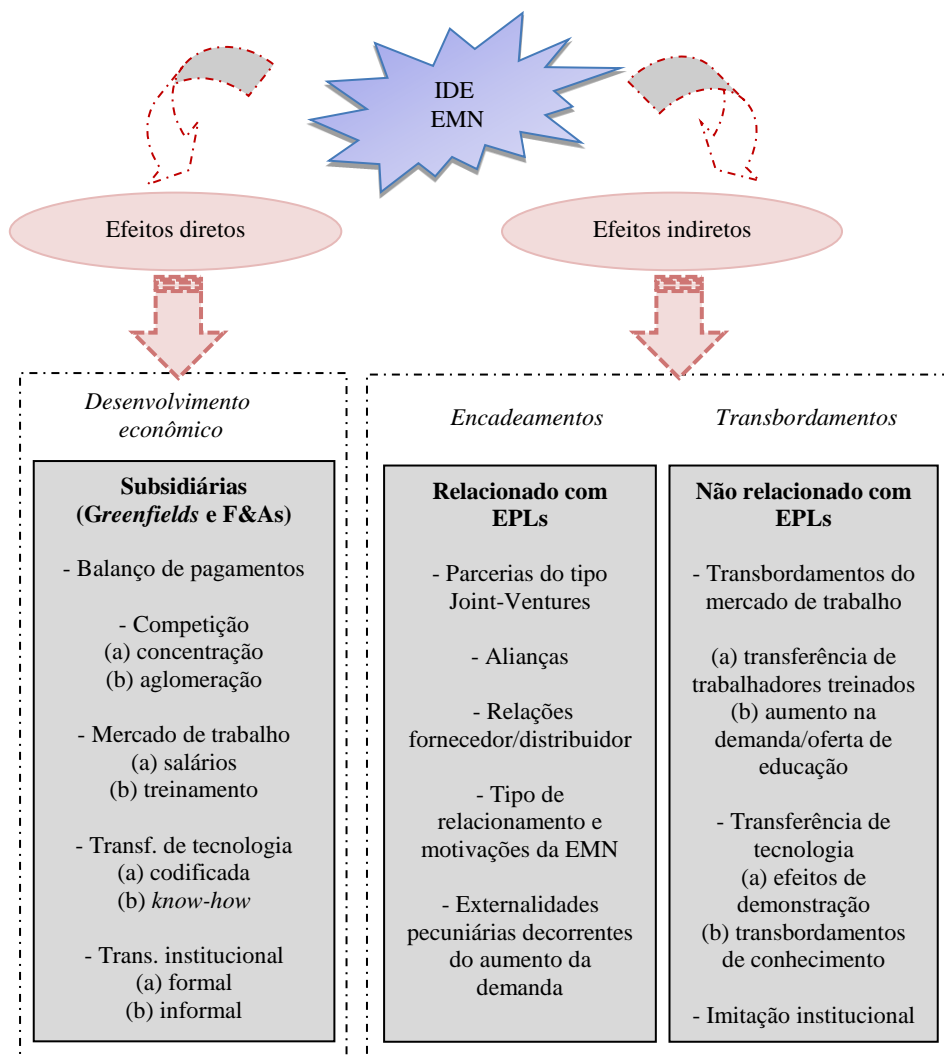 IDE
EMN
Efeitos diretos
Efeitos indiretos
Desenvolvimento
econômico
Subsidiárias
(Greenfields e F&As)
- Balanço de pagamentos
- Competição
(a) concentração
(b) aglomeração
- Mercado de trabalho
(a) salários
(b) treinamento
- Transf. de tecnologia
(a) codificada
(b) know-how
- Trans. institucional
(a) formal
(b) informal
Encadeamentos
Relacionado com
EPLs
- Parcerias do tipo
Joint-Ventures
- Alianças
- Relações
fornecedor/distribuidor
- Tipo de
relacionamento e
motivações da EMN
- Externalidades
pecuniárias decorrentes
do aumento da
demanda
Transbordamentos
Não relacionado com
EPLs
- Transbordamentos do
mercado de trabalho
(a) transferência de
trabalhadores treinados
(b) aumento na
demanda/oferta de
educação
- Transferência de
tecnologia
(a) efeitos de
demonstração
(b) transbordamentos
de conhecimento
- Imitação institucional